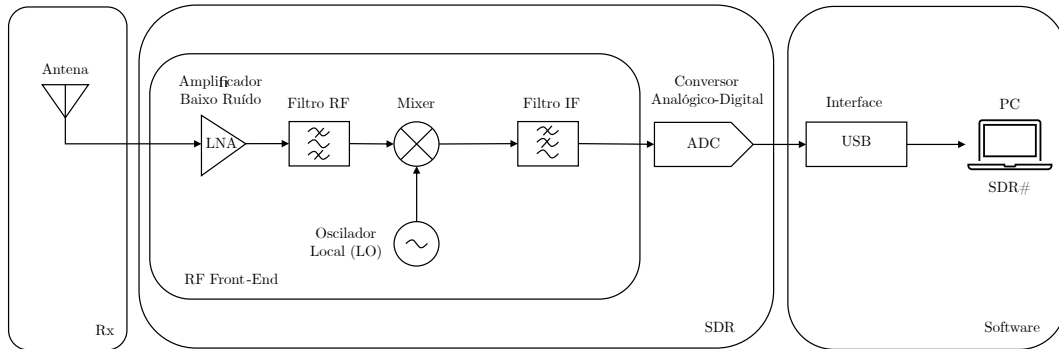 Antena
Rx
Amplificador
Baixo Ruído
LNA
Filtro RF
Mixer
Oscilador
Local (LO)
Filtro IF
RF Front-End
Conversor
Analógico-Digital
ADC
SDR
Interface
USB
PC
SDR#
Software